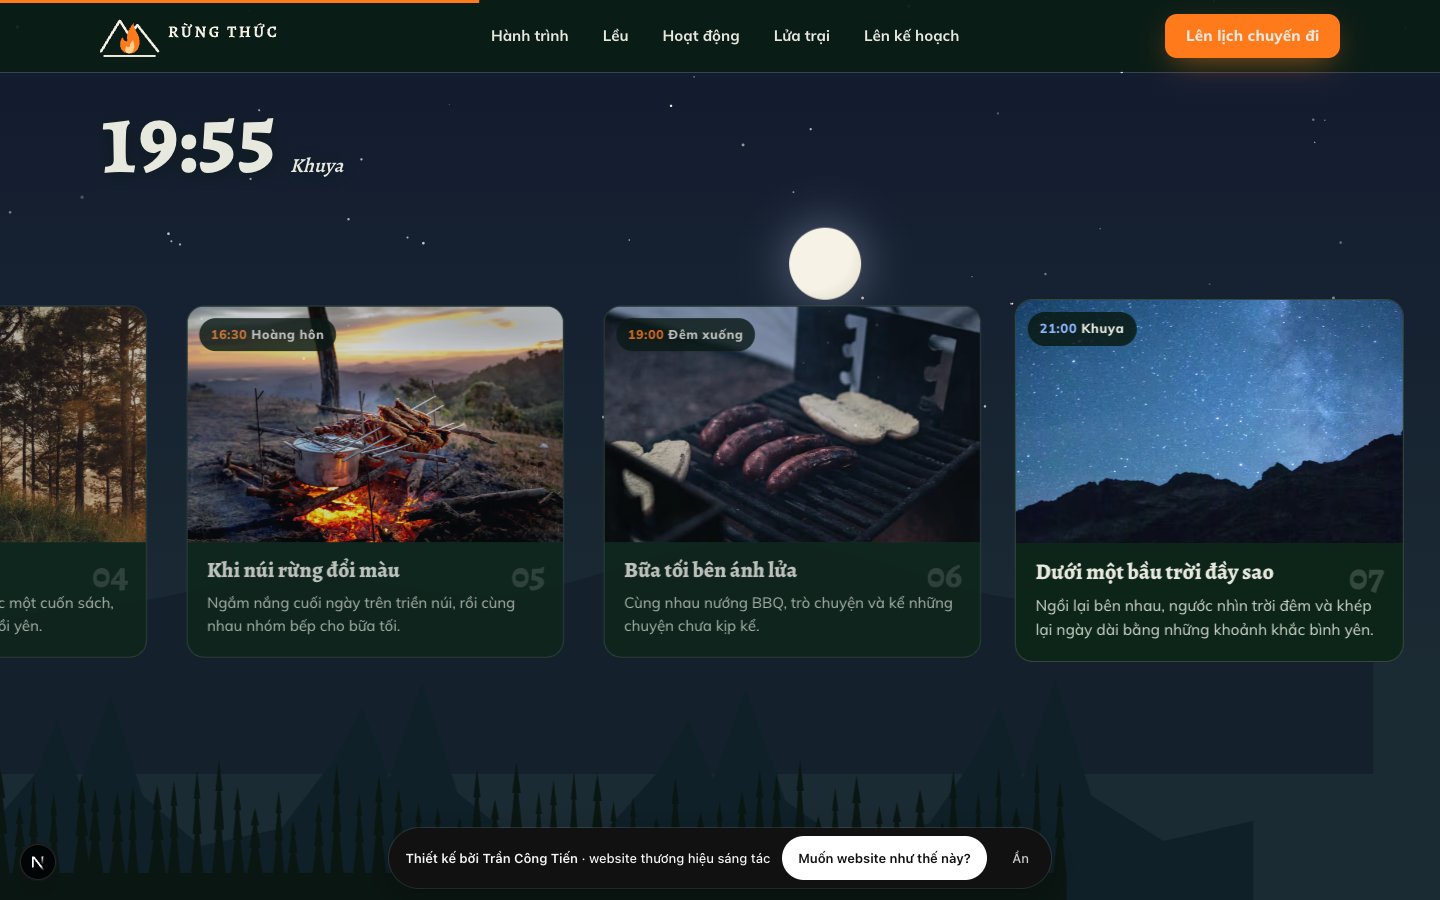 RỪNG THỨC
Hành trình
Lều
Hoạt động
Lửa trại
Lên kế hoạch
Lên lịch chuyến đi
19:55 Khuya
04
c một cuốn sách,
ồi yên.
16:30 Hoàng hôn
Khi núi rừng đổi màu
05
Ngắm nắng cuối ngày trên triền núi, rồi cùng
nhau nhóm bếp cho bữa tối.
19:00 Đêm xuống
Bữa tối bên ánh lửa
06
Cùng nhau nướng BBQ, trò chuyện và kể những
chuyện chưa kịp kể.
21:00 Khuya
Dưới một bầu trời đầy sao
07
Ngồi lại bên nhau, ngước nhìn trời đêm và khép
lại ngày dài bằng những khoảnh khắc bình yên.
Thiết kế bởi Trần Công Tiến · website thương hiệu sáng tác
Muốn website như thế này?
Ẩn
N